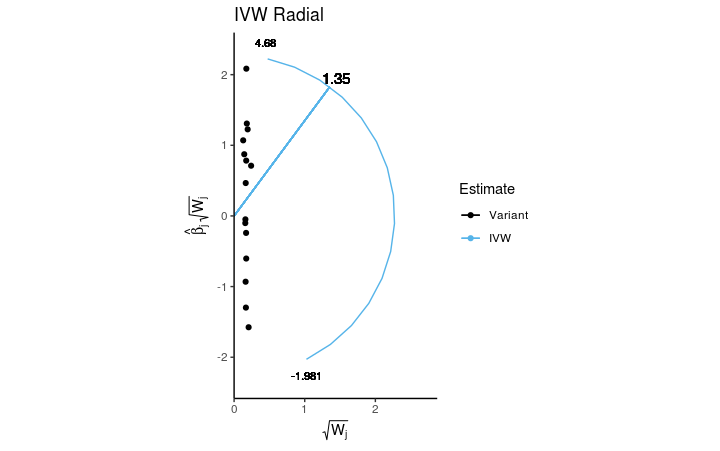 IVW Radial
4.68
1.35
2
1
0
-1
-2
β̂j√Wj
-1.981
0
1
2
√Wj
Estimate
Variant
IVW